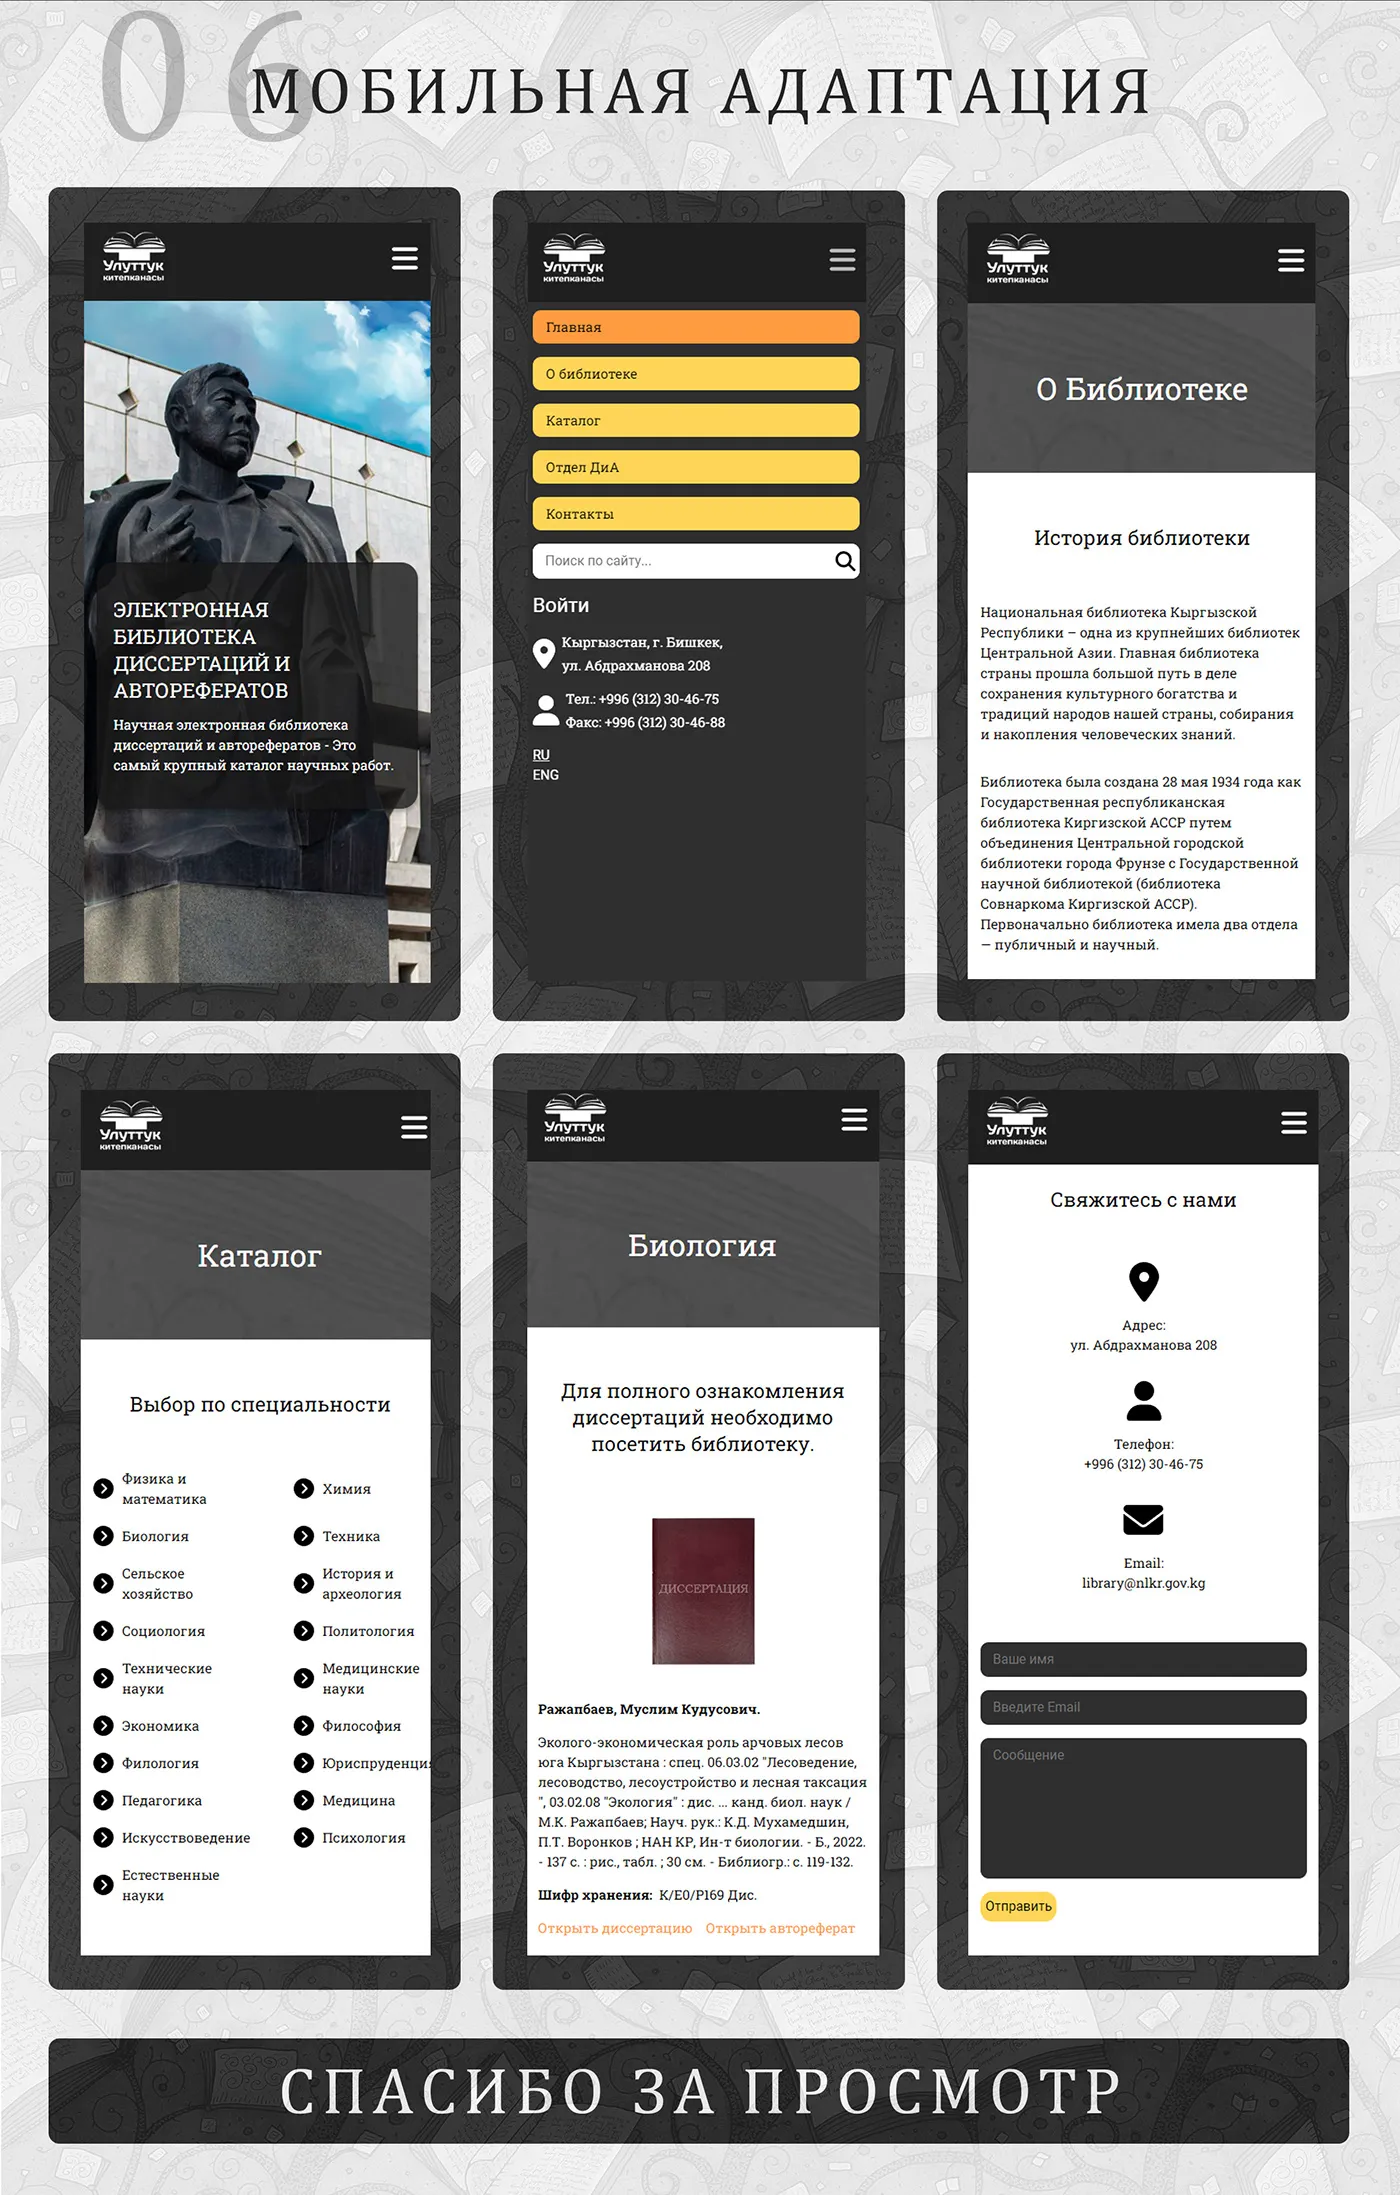 06
МОБИЛЬНАЯ АДАПТАЦИЯ
Улуттук
китепканасы
ЭЛЕКТРОННАЯ
БИБЛИОТЕКА
ДИССЕРТАЦИЙ И
АВТОРЕФЕРАТОВ
Научная электронная библиотека
диссертаций и авторефератов - Это
самый крупный каталог научных работ.
Улуттук
китепканасы
Главная
О библиотеке
Каталог
Отдел ДиА
Контакты
Поиск по сайту...
Войти
Кыргызстан, г. Бишкек,
ул. Абдрахманова 208
Тел.: +996 (312) 30-46-75
Факс: +996 (312) 30-46-88
RU
ENG
Улуттук
китепканасы
О Библиотеке
История библиотеки
Национальная библиотека Кыргызской
Республики – одна из крупнейших библиотек
Центральной Азии. Главная библиотека
страны прошла большой путь в деле
сохранения культурного богатства и
традиций народов нашей страны, собирания
и накопления человеческих знаний.
Библиотека была создана 28 мая 1934 года как
Государственная республиканская
библиотека Киргизской АССР путем
объединения Центральной городской
библиотеки города Фрунзе с Государственной
научной библиотекой (библиотека
Совнаркома Киргизской АССР).
Первоначально библиотека имела два отдела
— публичный и научный.
Улуттук
китепканасы
Каталог
Выбор по специальности
Физика и
математика
Химия
Биология
Техника
Сельское
хозяйство
История и
археология
Социология
Политология
Технические
науки
Медицинские
науки
Экономика
Философия
Филология
Юриспруденция
Педагогика
Медицина
Искусствоведение
Психология
Естественные
науки
Улуттук
китепканасы
Биология
Для полного ознакомления
диссертаций необходимо
посетить библиотеку.
ДИССЕРТАЦИЯ
Ражапбаев, Муслим Кудусович.
Эколого-экономическая роль арчовых лесов
юга Кыргызстана : спец. 06.03.02 "Лесоведение,
лесоводство, лесоустройство и лесная таксация
", 03.02.08 "Экология" : дис. ... канд. биол. наук /
М.К. Ражапбаев; Науч. рук.: К.Д. Мухамедшин,
П.Т. Воронков ; НАН КР, Ин-т биологии. - Б., 2022.
- 137 с. : рис., табл. ; 30 см. - Библиогр.: с. 119-132.
Шифр хранения: К/Е0/Р169 Дис.
Открыть диссертацию Открыть автореферат
Улуттук
китепканасы
Свяжитесь с нами
Адрес:
ул. Абдрахманова 208
Телефон:
+996 (312) 30-46-75
Email:
library@nlkr.gov.kg
Ваше имя
Введите Email
Сообщение
Отправить
СПАСИБО ЗА ПРОСМОТР